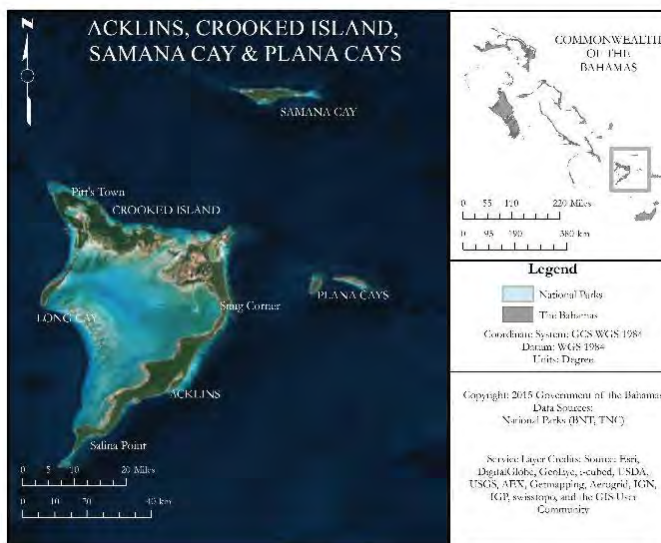 ACKLINS, CROOKED ISLAND,
SAMANA CAY & PLANA CAYS
N
SAMANA CAY
Pitt's Town
CROOKED ISLAND
PLANA CAYS
Snug Corner
LONG CAY
ACKLINS
Salina Point
0 5 10 20 Miles
0 10 20 40 km
COMMONWEALTH
OF THE
BAHAMAS
0 55 110 220 Miles
0 95 190 380 km
Legend
National Parks
The Bahamas
Coordinate System: GCS WGS 1984
Datum: WGS 1984
Units: Degree
Copyright: 2015 Government of the Bahamas
Data Sources:
National Parks (BNT, TNC)
Service Layer Credits: Source: Esri,
DigitalGlobe, GeoEye, i-cubed, USDA,
USGS, AEX, Getmapping, Aerogrid, IGN,
IGP, swisstopo, and the GIS User
Community